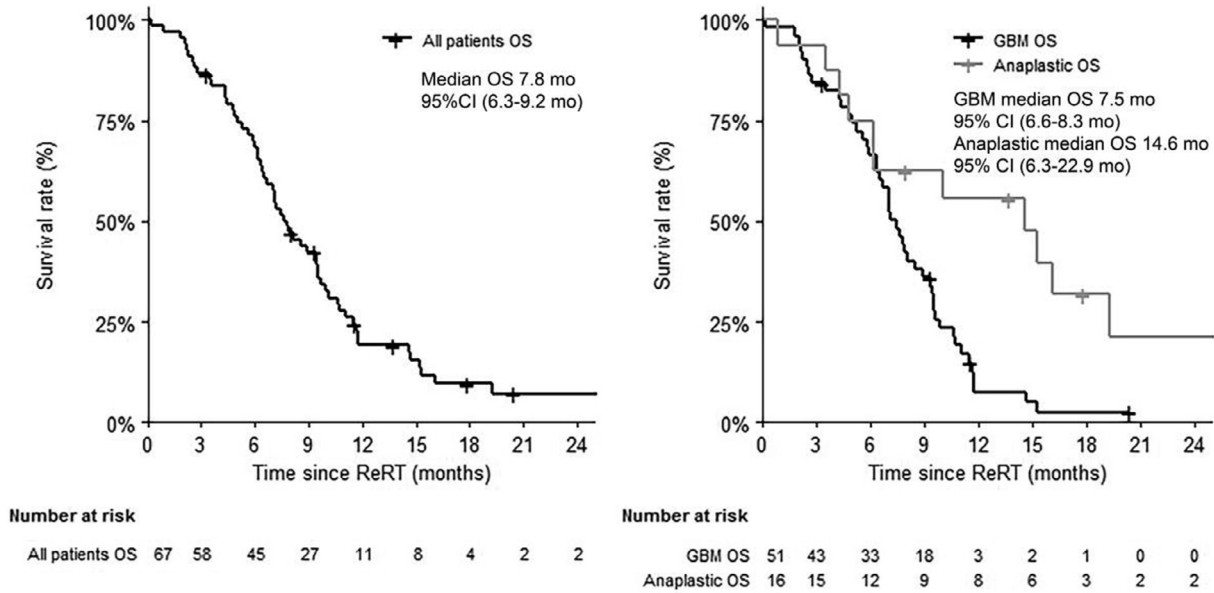 100%
75%
50%
25%
0%
Survival rate (%)
All patients OS
Median OS 7.8 mo
95%CI (6.3-9.2 mo)
0 3 6 9 12 15 18 21 24
Time since ReRT (months)
Number at risk
All patients OS 67 58 45 27 11 8 4 2 2
100%
75%
50%
25%
0%
Survival rate (%)
GBM OS
Anaplastic OS
GBM median OS 7.5 mo
95% CI (6.6-8.3 mo)
Anaplastic median OS 14.6 mo
95% CI (6.3-22.9 mo)
0 3 6 9 12 15 18 21 24
Time since ReRT (months)
Number at risk
GBM OS 51 43 33 18 3 2 1 0 0
Anaplastic OS 16 15 12 9 8 6 3 2 2